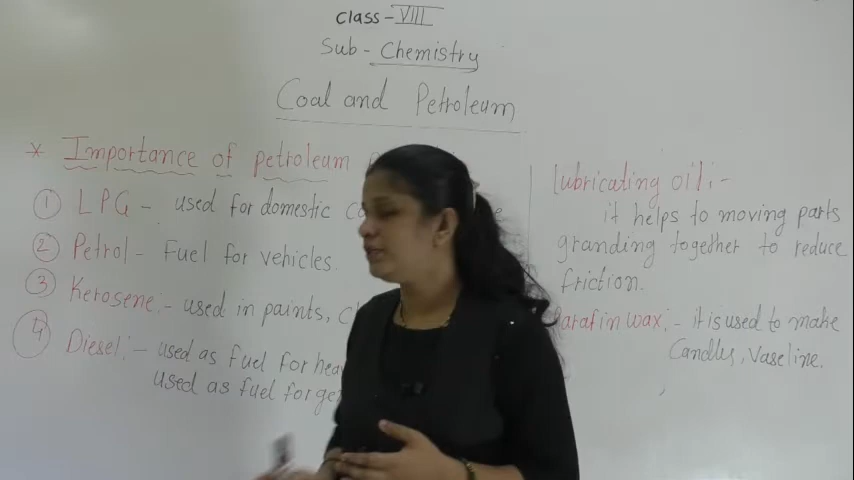 Class - VIII
Sub - Chemistry
Coal and Petroleum
* Importance of petroleum
① LPG - used for domestic
② Petrol - Fuel for vehicles.
③ Kerosene:- used in paints,
④ Diesel:- used as fuel for
used as fuel for
Lubricating oil:-
it helps to moving parts
granding together to reduce
friction.
Parafin wax:- it is used to make
Candles, Vaseline.